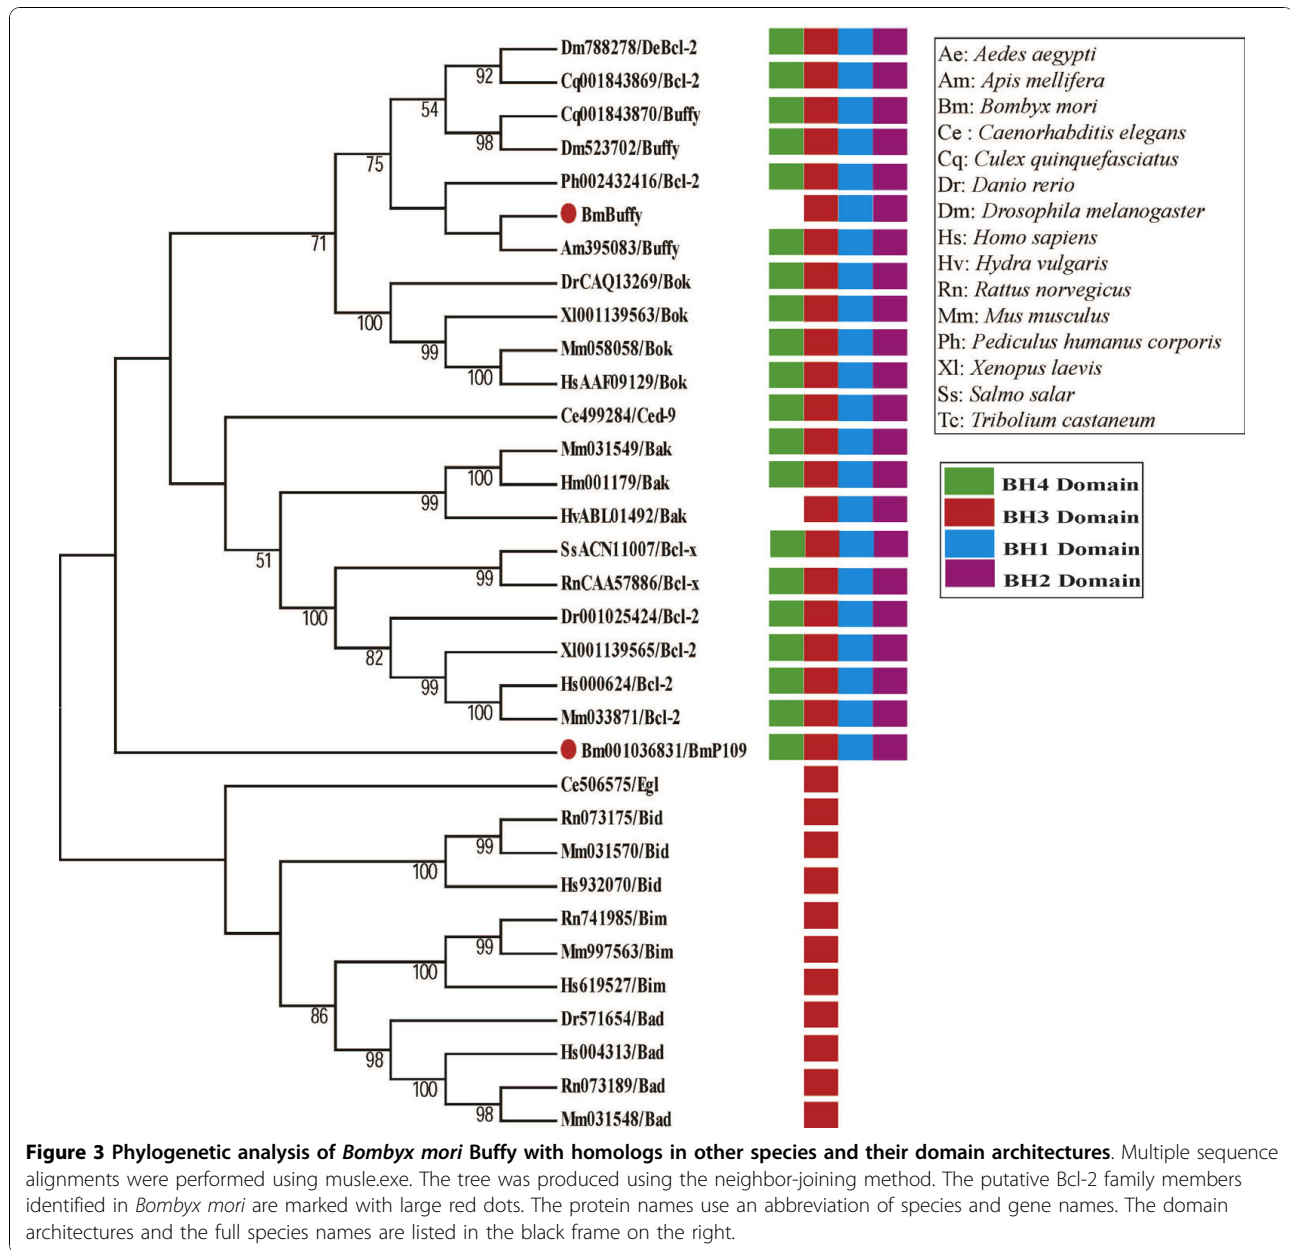 Dm788278/DeBcl-2
Cq001843869/Bcl-2
Cq001843870/Buffy
Dm523702/Buffy
Ph002432416/Bcl-2
BmBuffy
Am395083/Buffy
DrCAQ13269/Bok
Xl001139563/Bok
Mm058058/Bok
HsAAF09129/Bok
Ce499284/Ced-9
Mm031549/Bak
Hm001179/Bak
HvABL01492/Bak
SsACN11007/Bcl-x
RnCAA57886/Bcl-x
Dr001025424/Bcl-2
Xl001139565/Bcl-2
Hs000624/Bcl-2
Mm033871/Bcl-2
Bm001036831/BmP109
Ce506575/Egl
Rn073175/Bid
Mm031570/Bid
Hs932070/Bid
Rn741985/Bim
Mm997563/Bim
Hs619527/Bim
Dr571654/Bad
Hs004313/Bad
Rn073189/Bad
Mm031548/Bad
92
54
98
75
71
100
99
100
100
99
51
99
100
82
99
100
99
100
99
100
86
98
100
98
Ae: Aedes aegypti
Am: Apis mellifera
Bm: Bombyx mori
Ce : Caenorhabditis elegans
Cq: Culex quinquefasciatus
Dr: Danio rerio
Dm: Drosophila melanogaster
Hs: Homo sapiens
Hv: Hydra vulgaris
Rn: Rattus norvegicus
Mm: Mus musculus
Ph: Pediculus humanus corporis
Xl: Xenopus laevis
Ss: Salmo salar
Tc: Tribolium castaneum
BH4 Domain
BH3 Domain
BH1 Domain
BH2 Domain
Figure 3 Phylogenetic analysis of Bombyx mori Buffy with homologs in other species and their domain architectures. Multiple sequence
alignments were performed using musle.exe. The tree was produced using the neighbor-joining method. The putative Bcl-2 family members
identified in Bombyx mori are marked with large red dots. The protein names use an abbreviation of species and gene names. The domain
architectures and the full species names are listed in the black frame on the right.